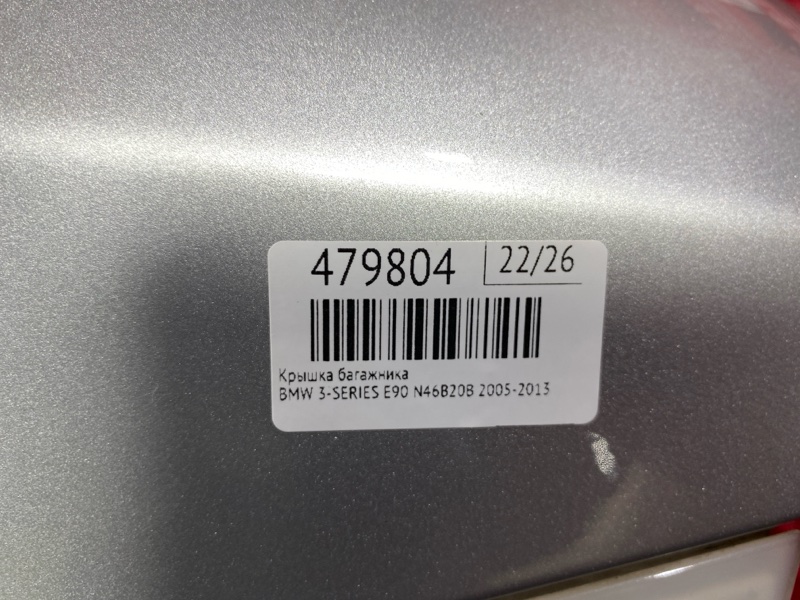 479804 22/26
Крышка багажника
BMW 3-SERIES E90 N46B20B 2005-2013